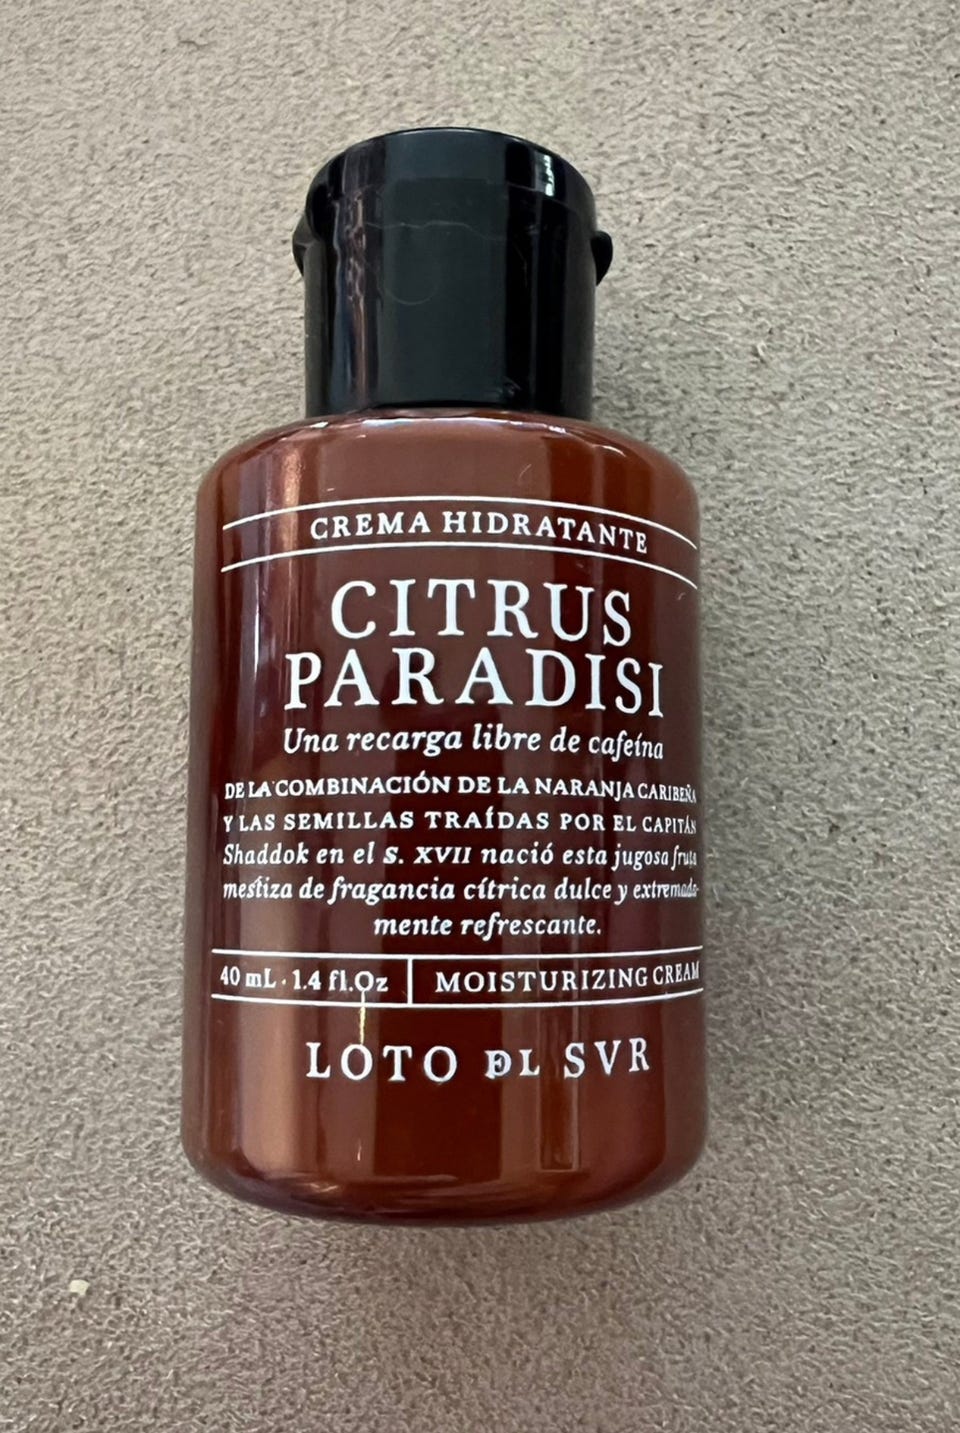 CREMA HIDRATANTE
CITRUS
PARADISI
Una recarga libre de cafeína
DE LA COMBINACIÓN DE LA NARANJA CARIBEÑA
Y LAS SEMILLAS TRAÍDAS POR EL CAPITÁN
Shaddok en el S. XVII nació esta jugosa fruta
mestiza de fragancia cítrica dulce y extremada-
mente refrescante.
40 mL · 1.4 fl.Oz | MOISTURIZING CREAM
LOTO DL SVR